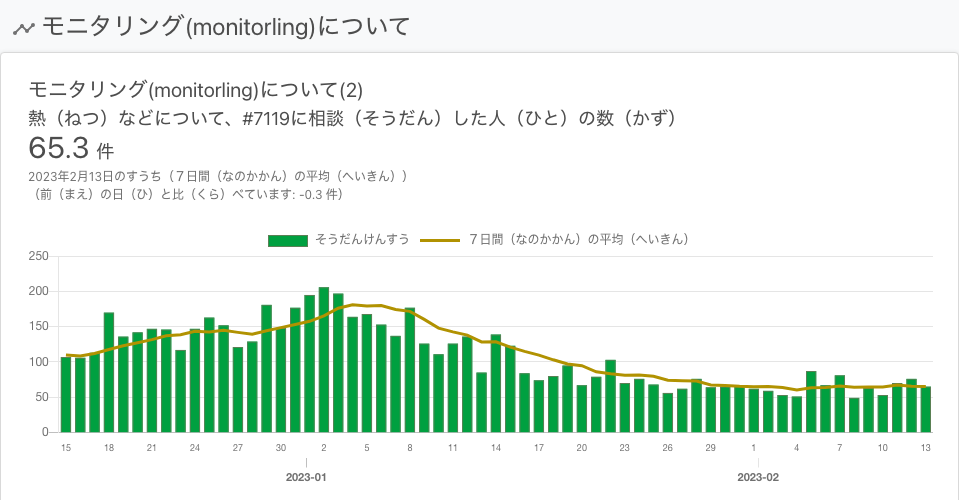 モニタリング(monitorling)について
モニタリング(monitorling)について(2)
熱（ねつ）などについて、#7119に相談（そうだん）した人（ひと）の数（かず）
65.3 件
2023年2月13日のすうち（７日間（なのかかん）の平均（へいきん））
（前（まえ）の日（ひ）と比（くら）べています: -0.3 件）
そうだんけんすう ７日間（なのかかん）の平均（へいきん）
250
200
150
100
50
0
15 18 21 24 27 30 2 5 8 11 14 17 20 23 26 29 1 4 7 10 13
2023-01 2023-02